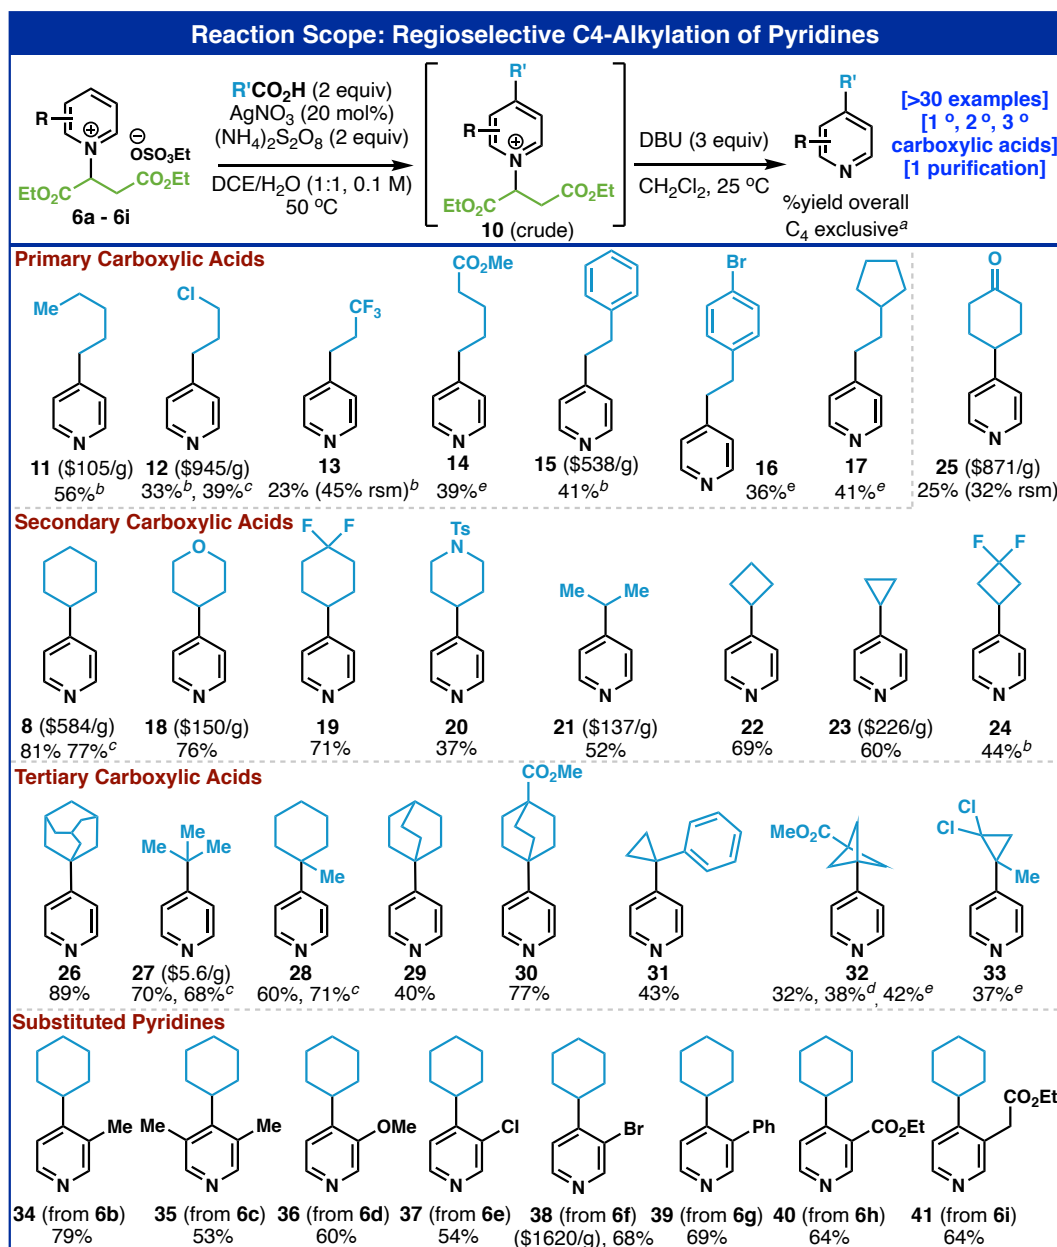 Reaction Scope: Regioselective C4-Alkylation of Pyridines
R'CO2H (2 equiv)
AgNO3 (20 mol%)
(NH4)2S2O8 (2 equiv)
DCE/H2O (1:1, 0.1 M)
50 °C
R
N
+
⊖
OSO3Et
EtO2C
CO2Et
6a - 6i
R'
R
N
+
EtO2C
CO2Et
10 (crude)
DBU (3 equiv)
CH2Cl2, 25 °C
R'
R
N
%yield overall
C4 exclusive^a
[>30 examples]
[1 °, 2 °, 3 °
carboxylic acids]
[1 purification]
Primary Carboxylic Acids
Me
N
11 ($105/g)
56%^b
Cl
N
12 ($945/g)
33%^b, 39%^c
CF3
N
13
23% (45% rsm)^b
CO2Me
N
14
39%^e
N
15 ($538/g)
41%^b
Br
N
16
36%^e
N
17
41%^e
O
N
25 ($871/g)
25% (32% rsm)
Secondary Carboxylic Acids
N
8 ($584/g)
81% 77%^c
O
N
18 ($150/g)
76%
F F
N
19
71%
Ts
N
N
20
37%
Me Me
N
21 ($137/g)
52%
N
22
69%
N
23 ($226/g)
60%
F F
N
24
44%^b
Tertiary Carboxylic Acids
N
26
89%
Me
Me Me
N
27 ($5.6/g)
70%, 68%^c
Me
N
28
60%, 71%^c
N
29
40%
CO2Me
N
30
77%
N
31
43%
MeO2C
N
32
32%, 38%^d, 42%^e
Cl
Cl
Me
N
33
37%^e
Substituted Pyridines
Me
N
34 (from 6b)
79%
Me Me
N
35 (from 6c)
53%
OMe
N
36 (from 6d)
60%
Cl
N
37 (from 6e)
54%
Br
N
38 (from 6f)
($1620/g), 68%
Ph
N
39 (from 6g)
69%
CO2Et
N
40 (from 6h)
64%
CO2Et
N
41 (from 6i)
64%